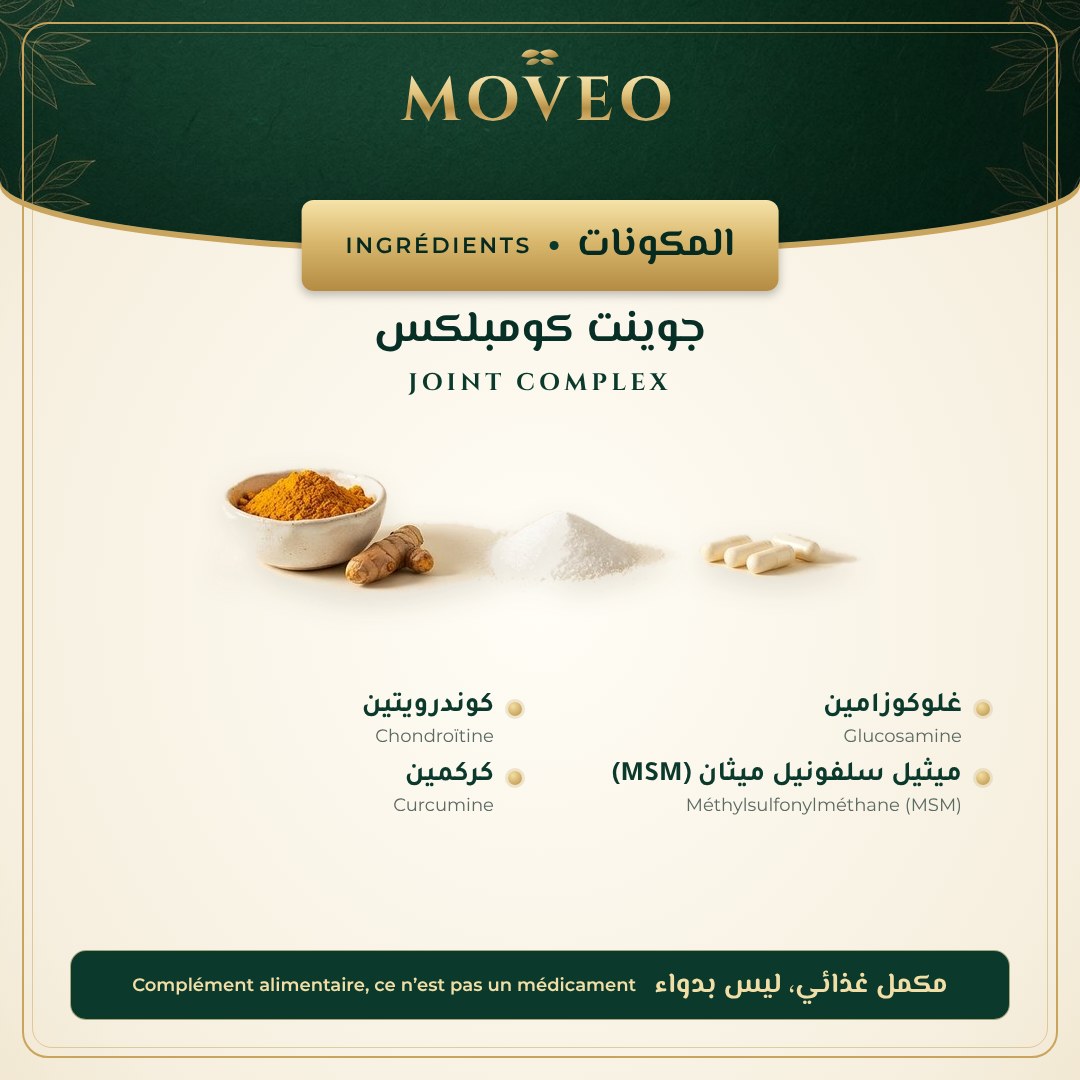 MOVEO
المكونات • INGRÉDIENTS
جوينت كومبلكس
JOINT COMPLEX
غلوكوزامين
Glucosamine
كوندرويتين
Chondroïtine
ميثيل سلفونيل ميثان (MSM)
Méthylsulfonylméthane (MSM)
كركمين
Curcumine
مكمل غذائي، ليس بدواء Complément alimentaire, ce n’est pas un médicament